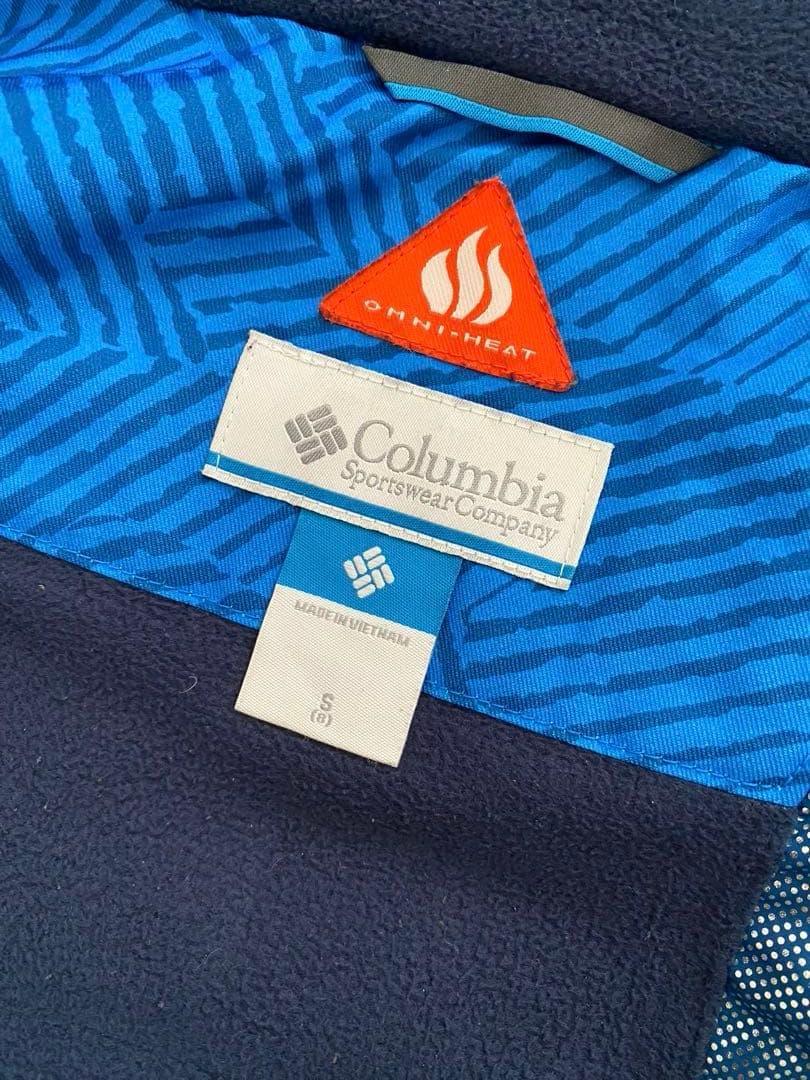 OMNI-HEAT
Columbia
Sportswear Company
MADE IN VIETNAM
S
(8)